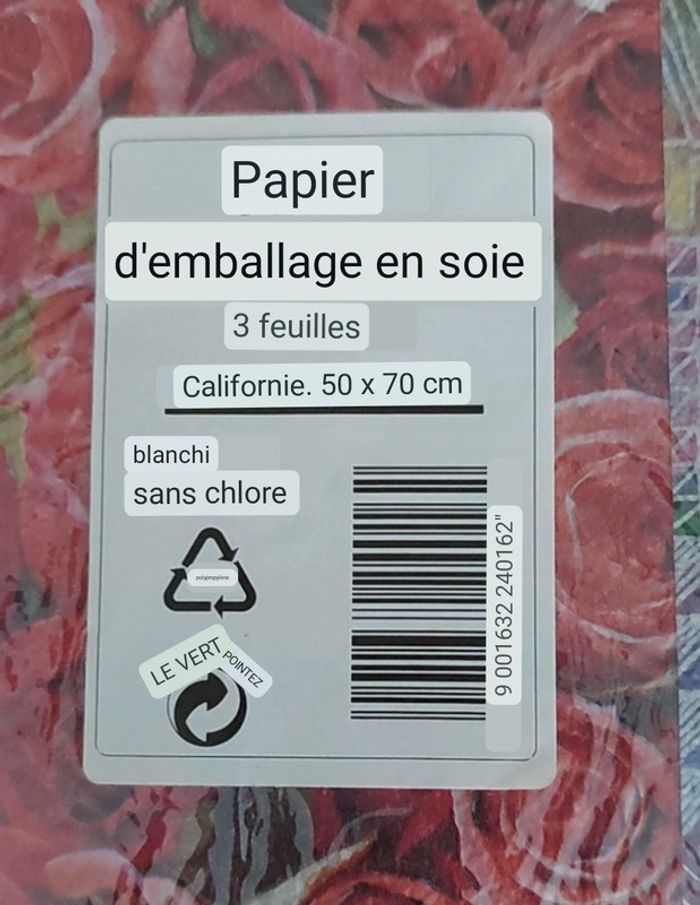 Papier
d'emballage en soie
3 feuilles
Californie. 50 x 70 cm
blanchi
sans chlore
polypropylène
LE VERT
POINTEZ
9 001632 240162"